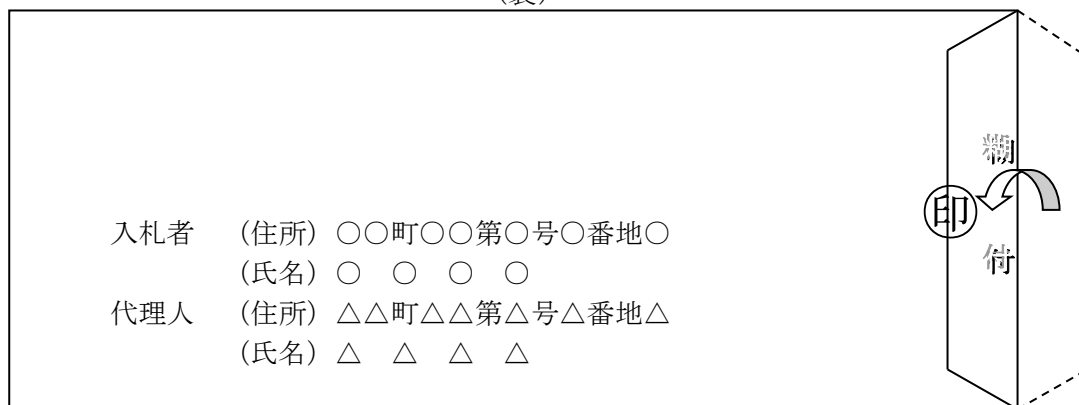 (裏)
糊
印
付
入札者 (住所) ○○町○○第○号○番地○
(氏名) ○ ○ ○ ○
代理人 (住所) △△町△△第△号△番地△
(氏名) △ △ △ △